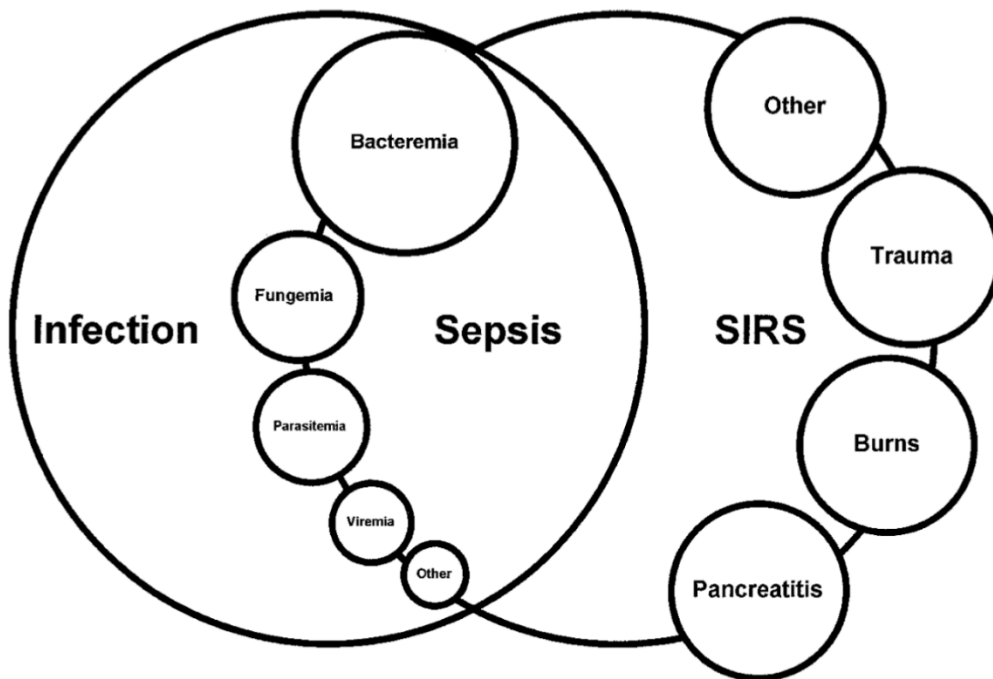 Other
Bacteremia
Trauma
Fungemia
Infection
Sepsis
SIRS
Parasitemia
Burns
Viremia
Other
Pancreatitis